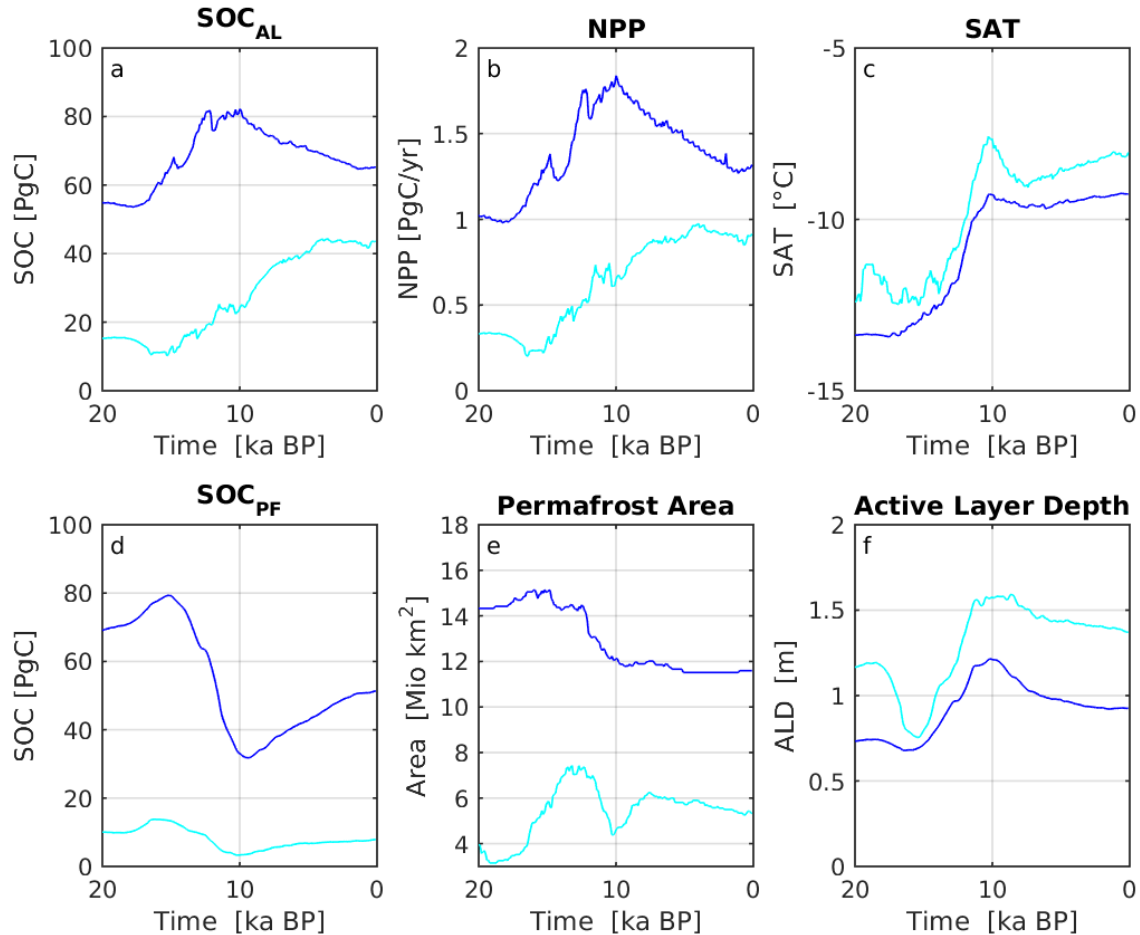 SOC_AL
a
100
80
60
40
20
0
SOC [PgC]
20 10 0
Time [ka BP]
NPP
b
2
1.5
1
0.5
0
NPP [PgC/yr]
20 10 0
Time [ka BP]
SAT
c
-5
-10
-15
SAT [°C]
20 10 0
Time [ka BP]
SOC_PF
d
100
80
60
40
20
0
SOC [PgC]
20 10 0
Time [ka BP]
Permafrost Area
e
18
16
14
12
10
8
6
4
Area [Mio km²]
20 10 0
Time [ka BP]
Active Layer Depth
f
2
1.5
1
0.5
0
ALD [m]
20 10 0
Time [ka BP]